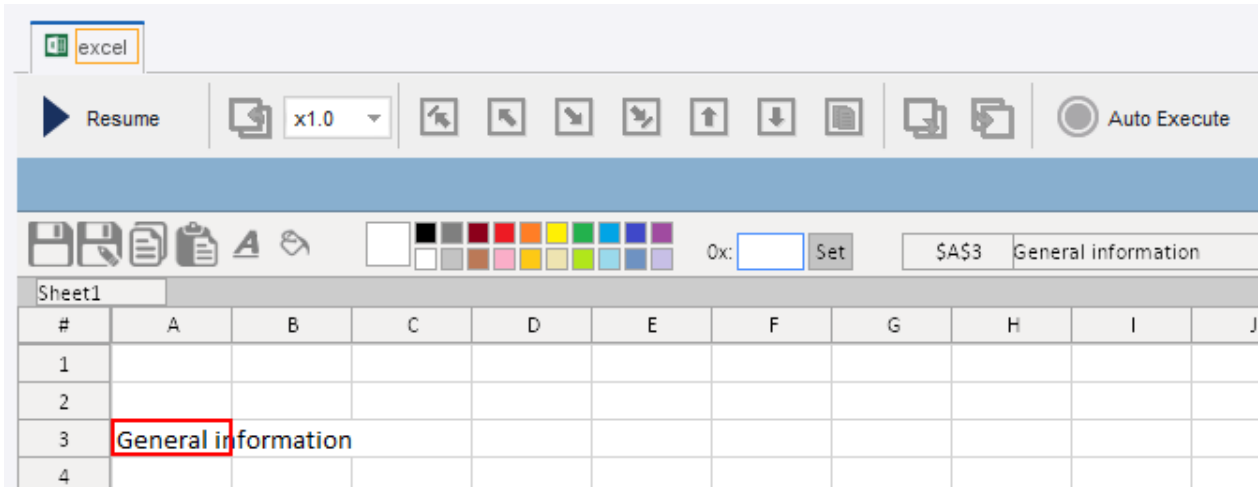 excel
Resume x1.0 Auto Execute
0x: Set $A$3 General information
Sheet1
# A B C D E F G H I J
1
2
3 General information
4